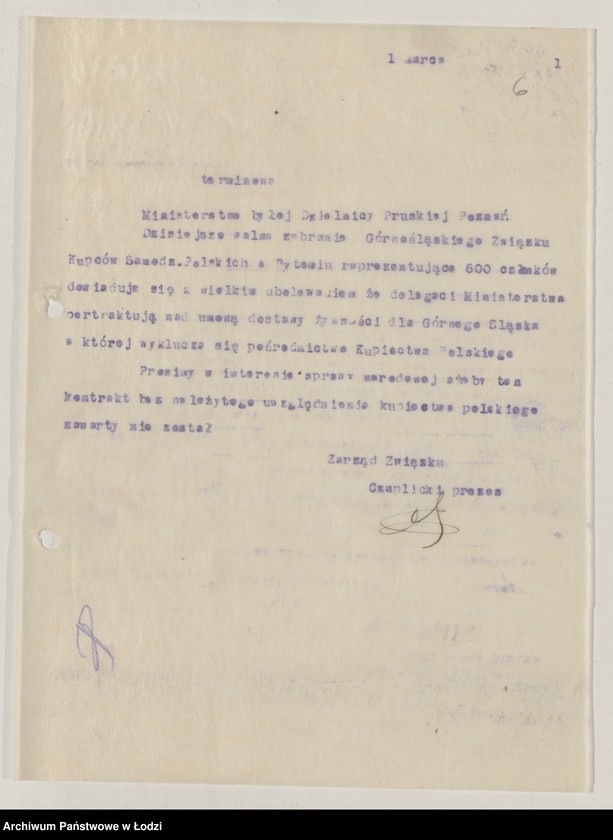 1 marca 1
6
terminowe
Ministerstwo byłej Dzielnicy Pruskiej Poznań
Dzisiejsze walne zebranie Górnośląskiego Związku
Kupców Samodz.Polskich w Bytomiu reprezentujące 600 członków
dowiaduje się z wielkim ubolewaniem że delegaci Ministerstwa
pertraktują nad umową dostawy żywności dla Górnego Sląska
w której wyklucza się pośrednictwo Kupiectwa Polskiego
Prosimy w interesie sprawy narodowej ażeby ten
kontrakt bez należytego uwzględnienia kupiectwa polskiego
zawarty nie został
Zarząd Związku
Czaplicki prezes
Archiwum Państwowe w Łodzi